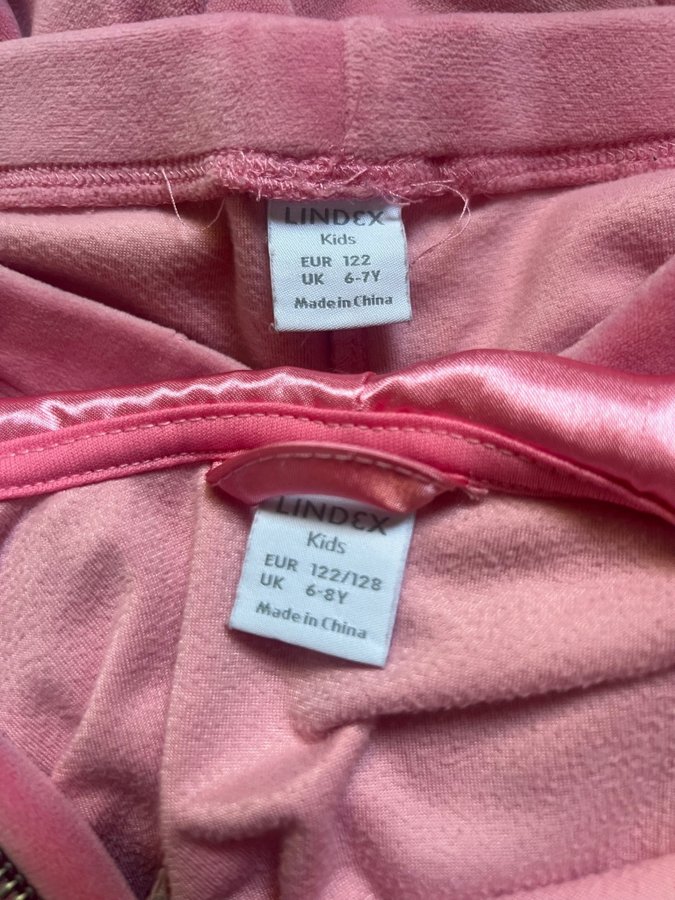 LINDEX
Kids
EUR 122
UK 6-7Y
Made in China
LINDEX
Kids
EUR 122/128
UK 6-8Y
Made in China